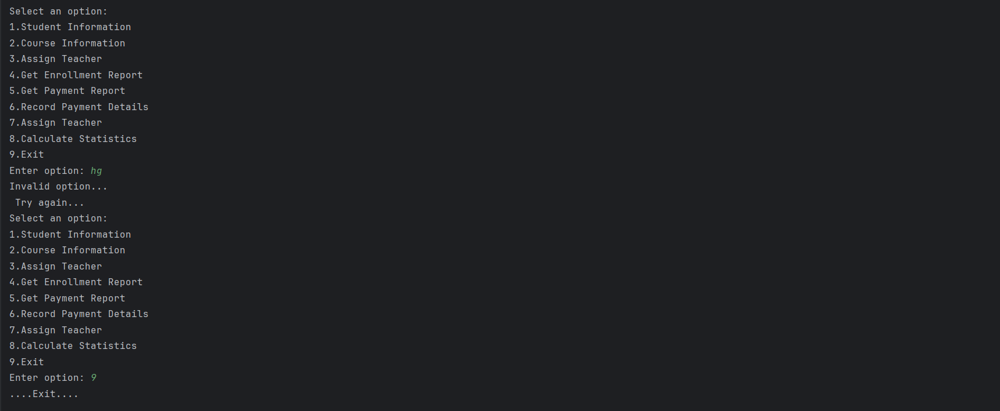 Select an option:
1.Student Information
2.Course Information
3.Assign Teacher
4.Get Enrollment Report
5.Get Payment Report
6.Record Payment Details
7.Assign Teacher
8.Calculate Statistics
9.Exit
Enter option: hg
Invalid option...
 Try again...
Select an option:
1.Student Information
2.Course Information
3.Assign Teacher
4.Get Enrollment Report
5.Get Payment Report
6.Record Payment Details
7.Assign Teacher
8.Calculate Statistics
9.Exit
Enter option: 9
....Exit....